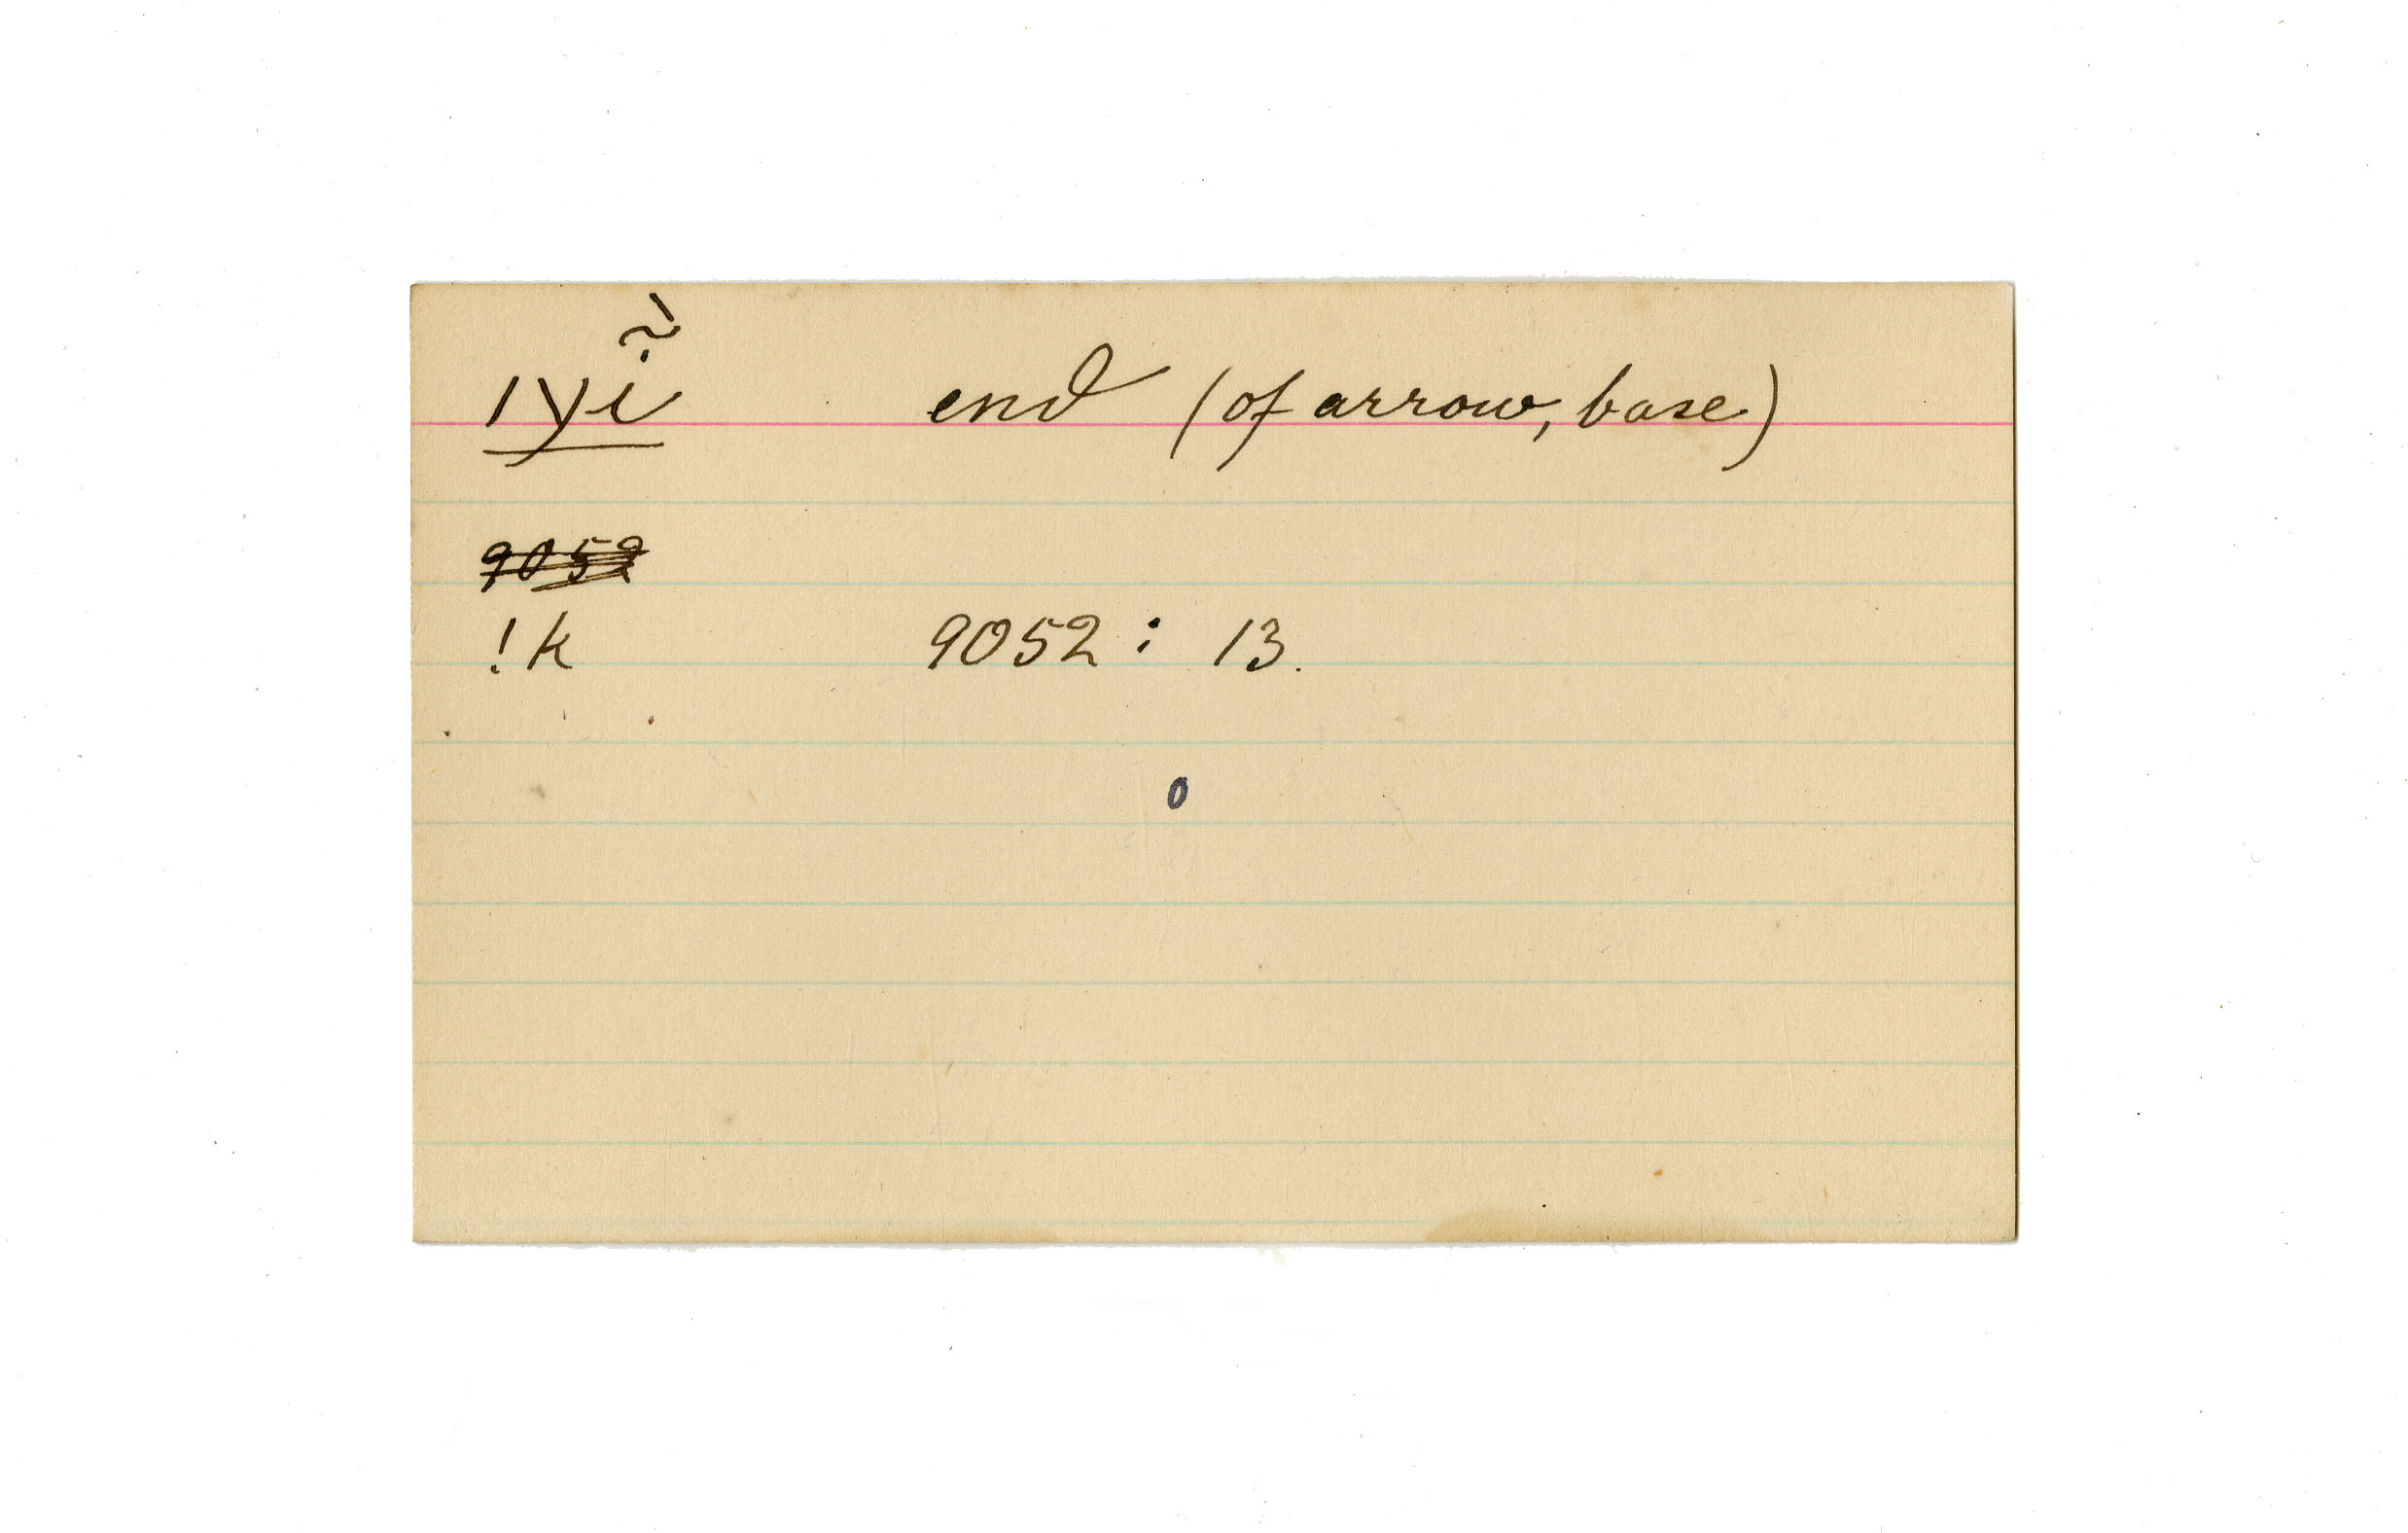 /yĩ̀ end (of arrow, base)
9052
!k 9052 : 13.
0